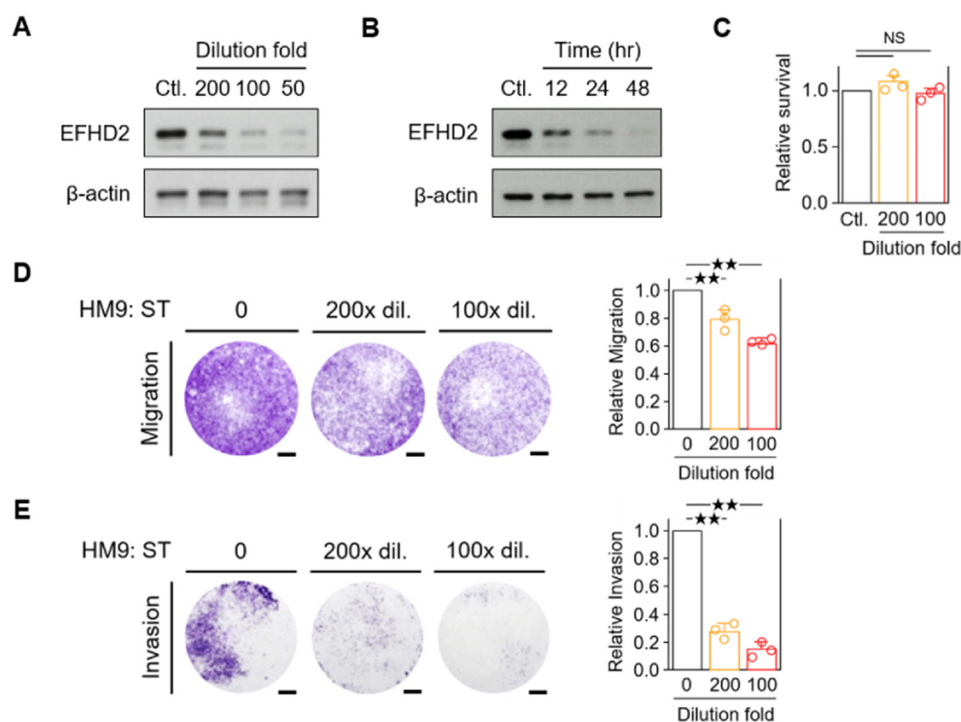 A
Dilution fold
Ctl. 200 100 50
EFHD2
β-actin
B
Time (hr)
Ctl. 12 24 48
EFHD2
β-actin
C
NS
Relative survival
1.0
0.5
0.0
Ctl. 200 100
Dilution fold
D
HM9: ST 0 200x dil. 100x dil.
Migration
★★
★★
Relative Migration
1.0
0.8
0.6
0.4
0.2
0.0
0 200 100
Dilution fold
E
HM9: ST 0 200x dil. 100x dil.
Invasion
★★
★★
Relative Invasion
1.0
0.8
0.6
0.4
0.2
0.0
0 200 100
Dilution fold